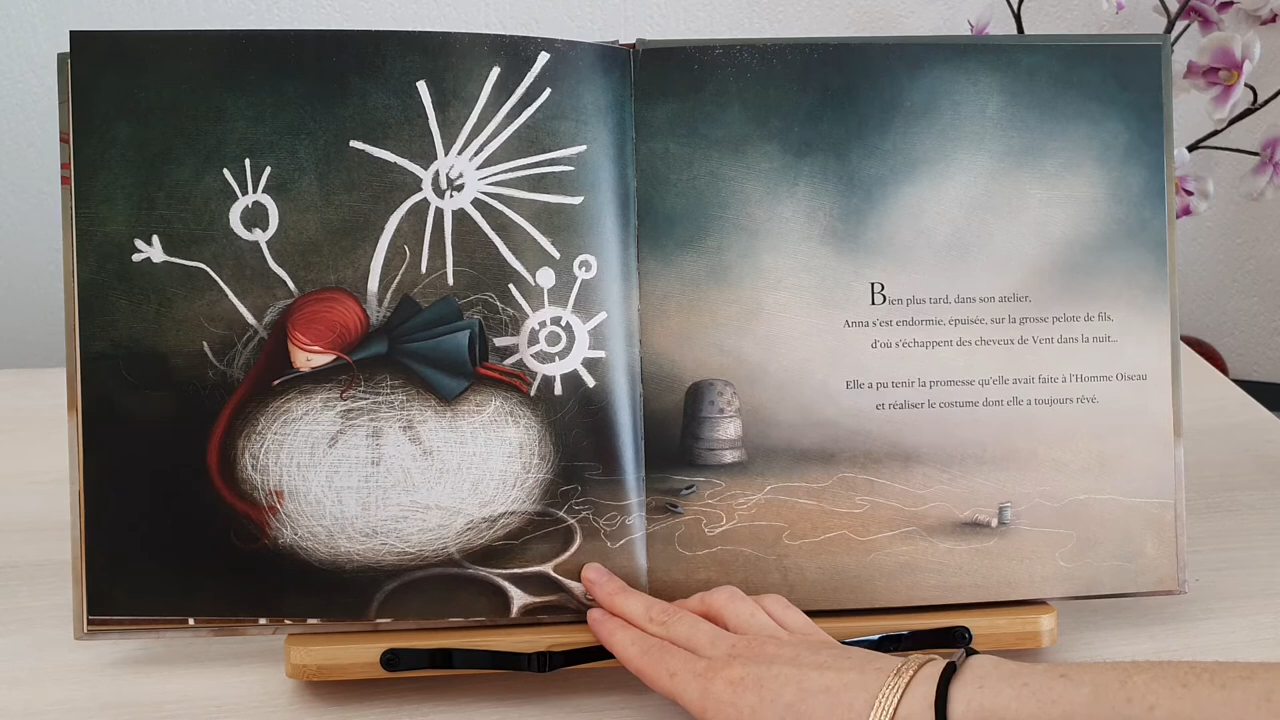 Bien plus tard, dans son atelier,
Anna s'est endormie, épuisée, sur la grosse pelote de fils,
d'où s'échappent des cheveux de Vent dans la nuit...
Elle a pu tenir la promesse qu'elle avait faite à l'Homme Oiseau
et réaliser le costume dont elle a toujours rêvé.